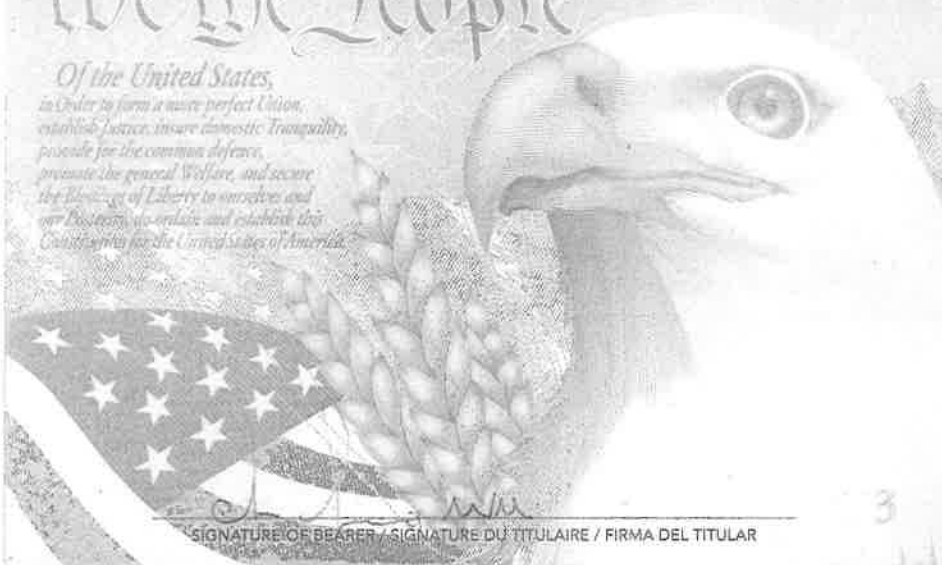 We the People
Of the United States,
in Order to form a more perfect Union,
establish Justice, insure domestic Tranquility,
provide for the common defence,
promote the general Welfare, and secure
the Blessings of Liberty to ourselves and
our Posterity, do ordain and establish this
Constitution for the United States of America.
SIGNATURE OF BEARER / SIGNATURE DU TITULAIRE / FIRMA DEL TITULAR
3